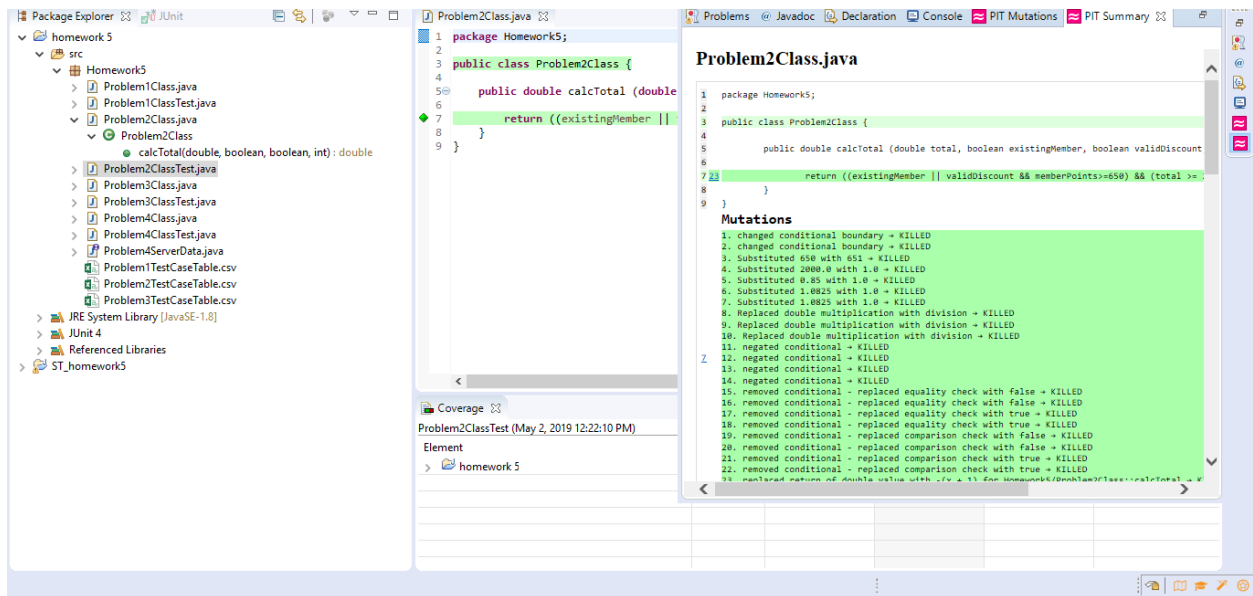 Package Explorer
JUnit
homework 5
src
Homework5
Problem1Class.java
Problem1ClassTest.java
Problem2Class.java
Problem2Class
calcTotal(double, boolean, boolean, int) : double
Problem2ClassTest.java
Problem3Class.java
Problem3ClassTest.java
Problem4Class.java
Problem4ClassTest.java
Problem4ServerData.java
Problem1TestCaseTable.csv
Problem2TestCaseTable.csv
Problem3TestCaseTable.csv
JRE System Library [JavaSE-1.8]
JUnit 4
Referenced Libraries
ST_homework5
Problem2Class.java
1 package Homework5;
2
3 public class Problem2Class {
4
5 public double calcTotal (double
6
7 return ((existingMember ||
8 }
9 }
Coverage
Problem2ClassTest (May 2, 2019 12:22:10 PM)
Element
homework 5
Problems @ Javadoc Declaration Console PIT Mutations PIT Summary
Problem2Class.java
1 package Homework5;
2
3 public class Problem2Class {
4
5 public double calcTotal (double total, boolean existingMember, boolean validDiscount
6
7 23 return ((existingMember || validDiscount && memberPoints>=650) && (total >=
8 }
9 }
Mutations
1. changed conditional boundary → KILLED
2. changed conditional boundary → KILLED
3. Substituted 650 with 651 → KILLED
4. Substituted 2000.0 with 1.0 → KILLED
5. Substituted 0.85 with 1.0 → KILLED
6. Substituted 1.0825 with 1.0 → KILLED
7. Substituted 1.0825 with 1.0 → KILLED
8. Replaced double multiplication with division → KILLED
9. Replaced double multiplication with division → KILLED
10. Replaced double multiplication with division → KILLED
11. negated conditional → KILLED
7 12. negated conditional → KILLED
13. negated conditional → KILLED
14. negated conditional → KILLED
15. removed conditional - replaced equality check with false → KILLED
16. removed conditional - replaced equality check with false → KILLED
17. removed conditional - replaced equality check with true → KILLED
18. removed conditional - replaced equality check with true → KILLED
19. removed conditional - replaced comparison check with false → KILLED
20. removed conditional - replaced comparison check with false → KILLED
21. removed conditional - replaced comparison check with true → KILLED
22. removed conditional - replaced comparison check with true → KILLED
23. replaced return of double value with -(x + 1) for Homework5/Problem2Class::calcTotal → K